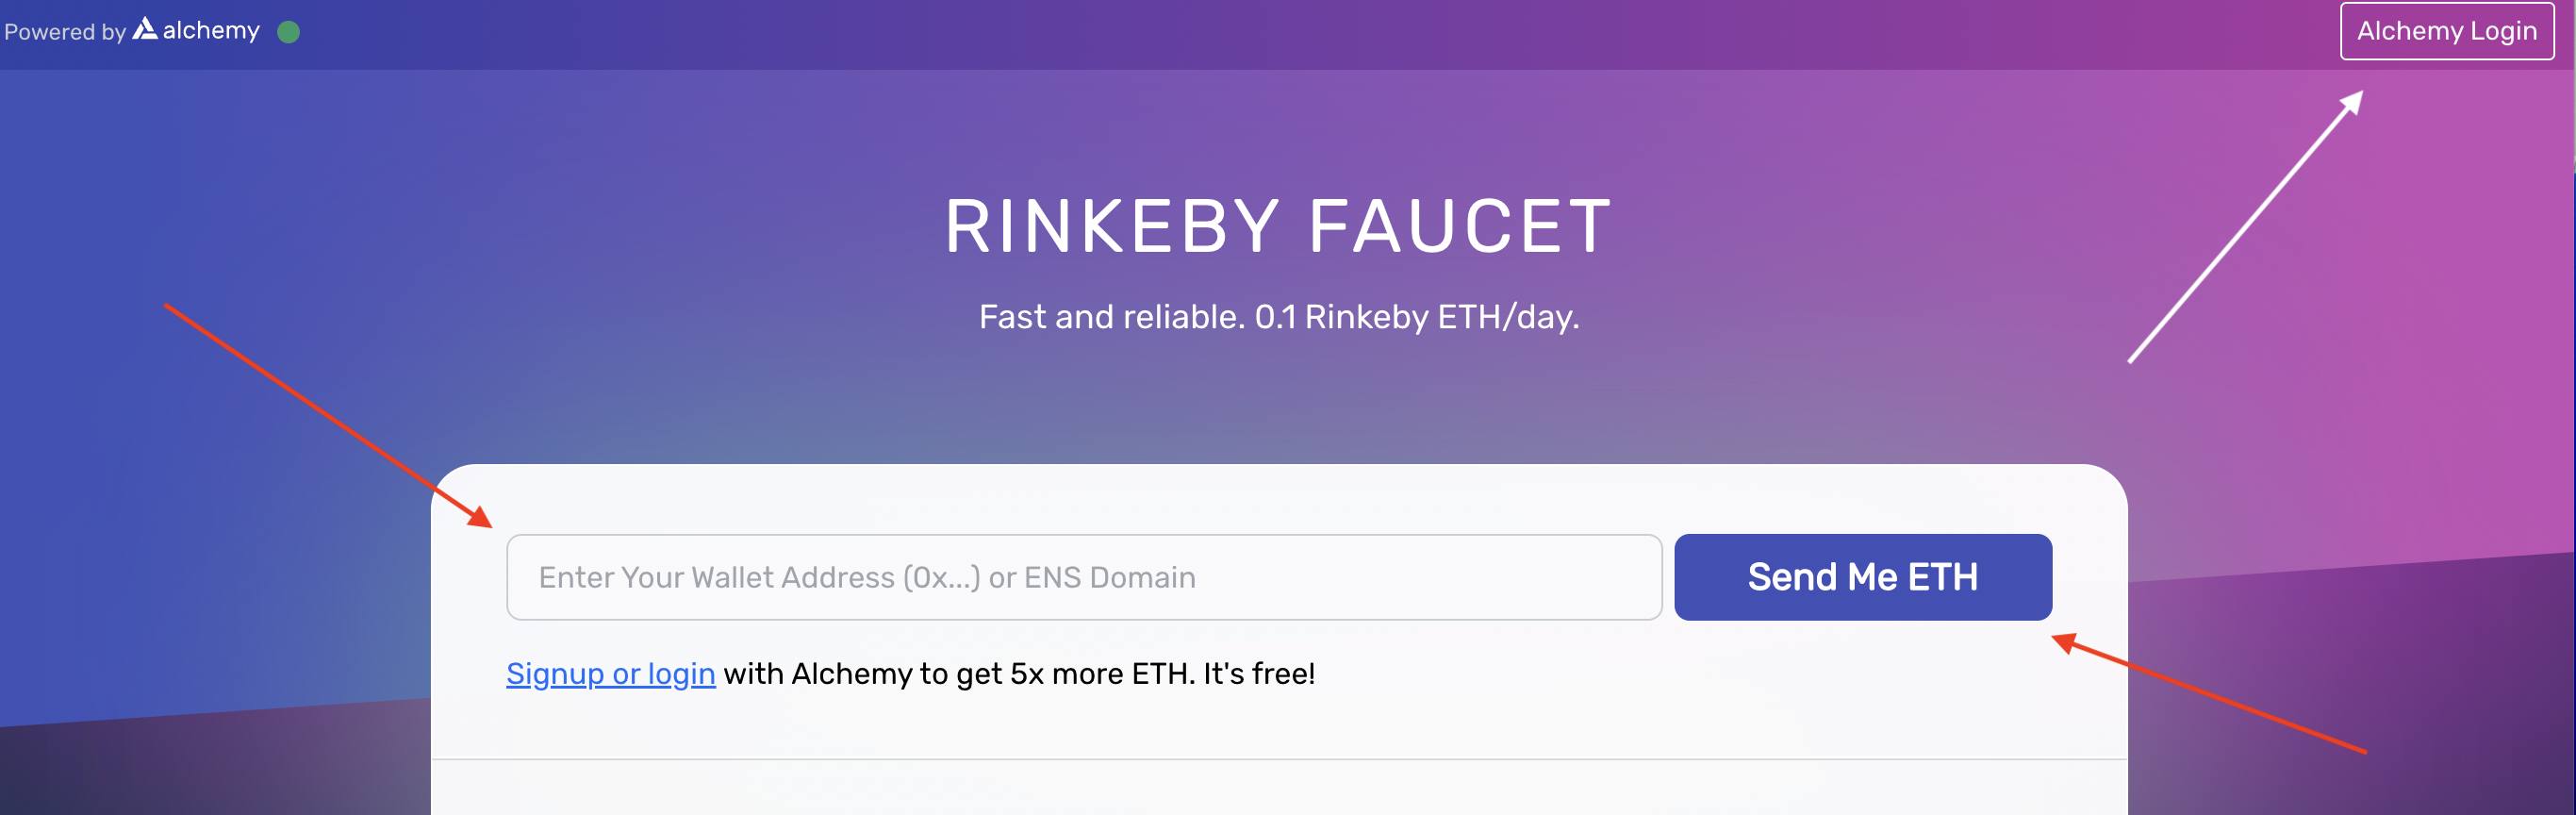 Powered by alchemy
Alchemy Login
RINKEBY FAUCET
Fast and reliable. 0.1 Rinkeby ETH/day.
Enter Your Wallet Address (0x...) or ENS Domain
Send Me ETH
Signup or login with Alchemy to get 5x more ETH. It's free!